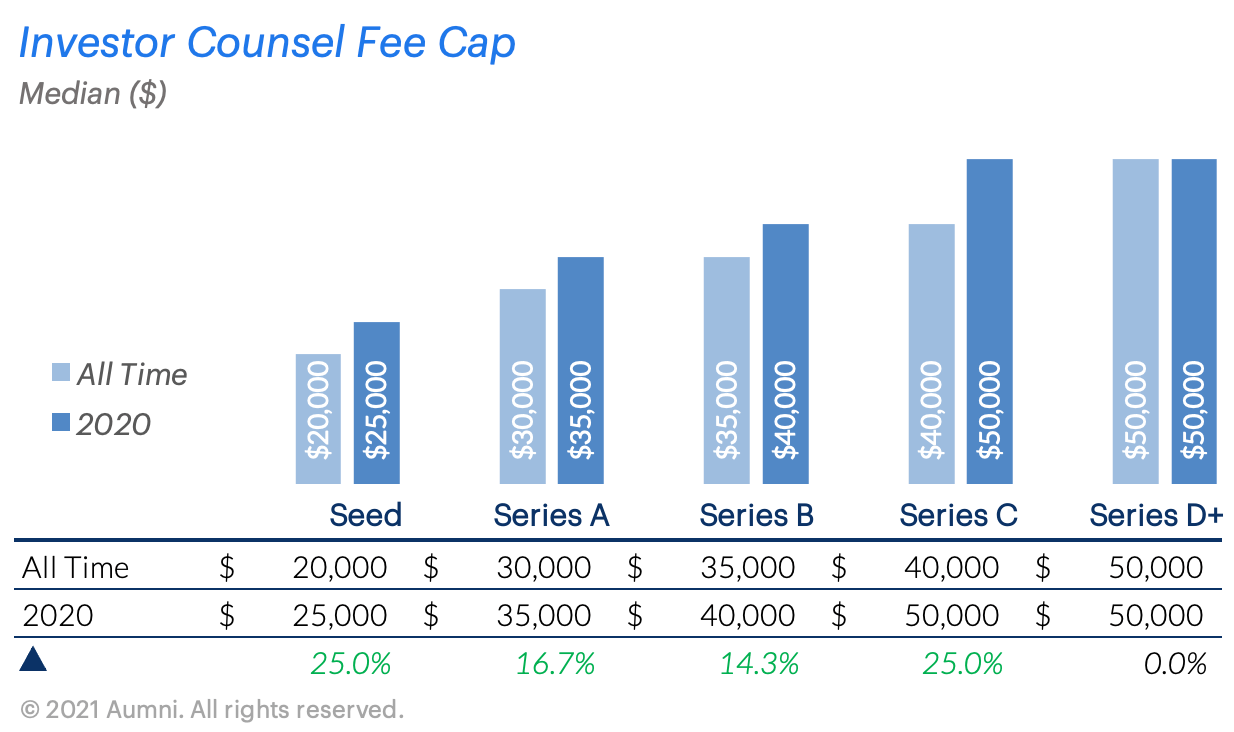 Investor Counsel Fee Cap
Median ($)
All Time
2020
$20,000
$25,000
$30,000
$35,000
$35,000
$40,000
$40,000
$50,000
$50,000
$50,000
Seed Series A Series B Series C Series D+
All Time $ 20,000 $ 30,000 $ 35,000 $ 40,000 $ 50,000
2020 $ 25,000 $ 35,000 $ 40,000 $ 50,000 $ 50,000
25.0% 16.7% 14.3% 25.0% 0.0%
© 2021 Aumni. All rights reserved.